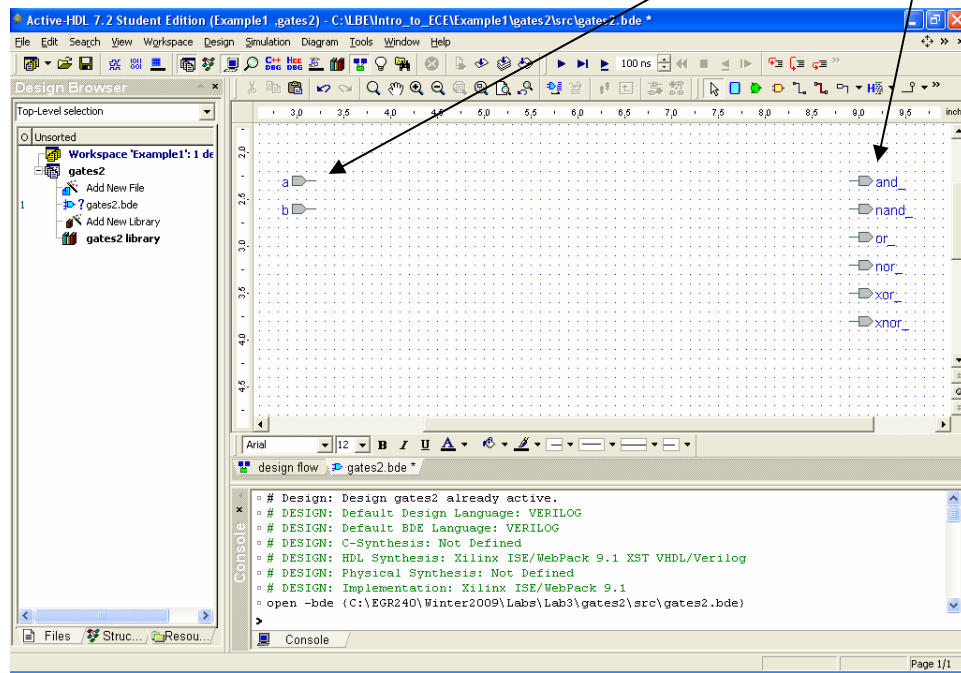 Active-HDL 7.2 Student Edition (Example1 ,gates2) - C:\LBE\Intro_to_ECE\Example1\gates2\src\gates2.bde *
File Edit Search View Workspace Design Simulation Diagram Tools Window Help
C++ DBG HDL DBG 100 ns
Design Browser
Top-Level selection
Unsorted
Workspace 'Example1': 1 de
gates2
Add New File
1 ? gates2.bde
Add New Library
gates2 library
3,0 3,5 4,0 4,5 5,0 5,5 6,0 6,5 7,0 7,5 8,0 8,5 9,0 9,5 inch
2,0
2,5
3,0
3,5
4,0
4,5
a
b
and_
nand_
or_
nor_
xor_
xnor_
Arial 12 B I U A
design flow gates2.bde *
# Design: Design gates2 already active.
# DESIGN: Default Design Language: VERILOG
# DESIGN: Default BDE Language: VERILOG
# DESIGN: C-Synthesis: Not Defined
# DESIGN: HDL Synthesis: Xilinx ISE/WebPack 9.1 XST VHDL/Verilog
# DESIGN: Physical Synthesis: Not Defined
# DESIGN: Implementation: Xilinx ISE/WebPack 9.1
open -bde {C:\EGR240\Winter2009\Labs\Lab3\gates2\src\gates2.bde}
>
Console
Files Struc... Resou...
Console
Page 1/1